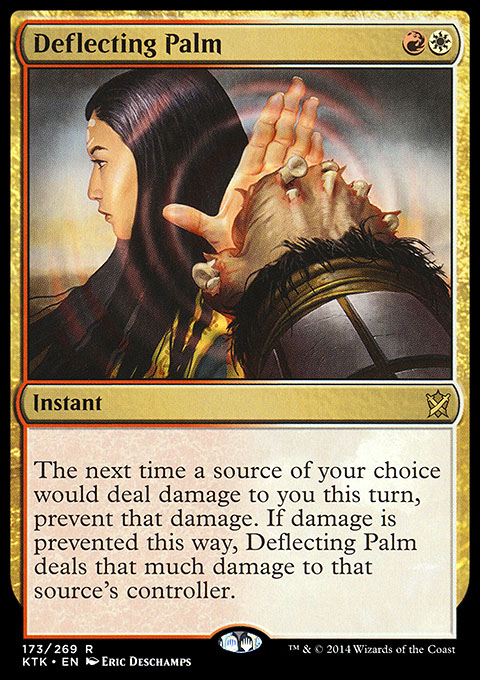 Deflecting Palm
Instant
The next time a source of your choice
would deal damage to you this turn,
prevent that damage. If damage is
prevented this way, Deflecting Palm
deals that much damage to that
source's controller.
173/269 R
KTK • EN Eric Deschamps
™ & © 2014 Wizards of the Coast